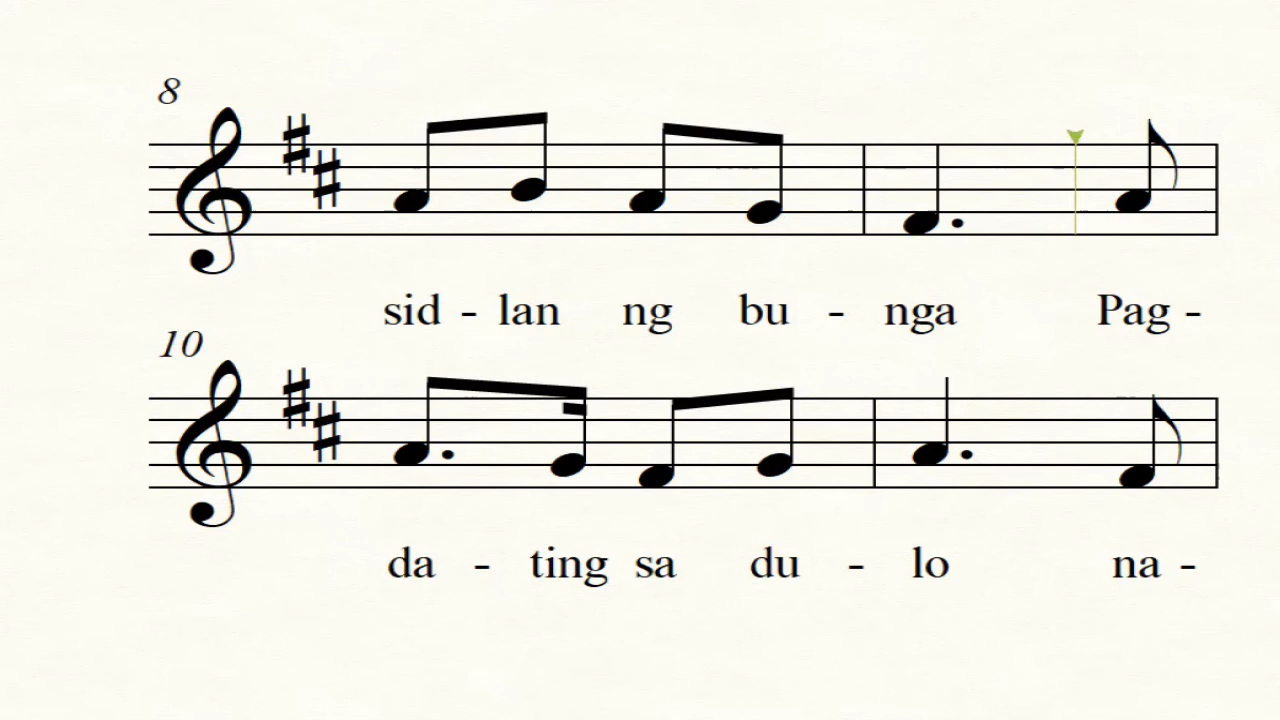 8
sid - lan ng bu - nga Pag -
10
da - ting sa du - lo na -